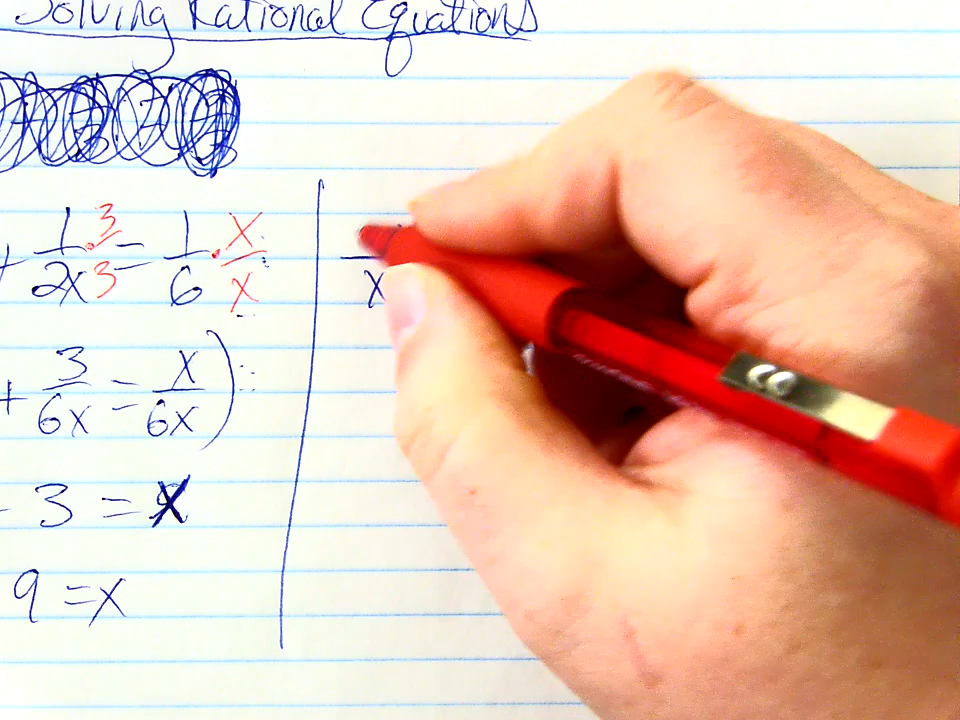 Solving Rational Equations
+ 1/2x · 3/3 = 1/6 · x/x
+ 3/6x = x/6x )
3 = x
9 = x
x